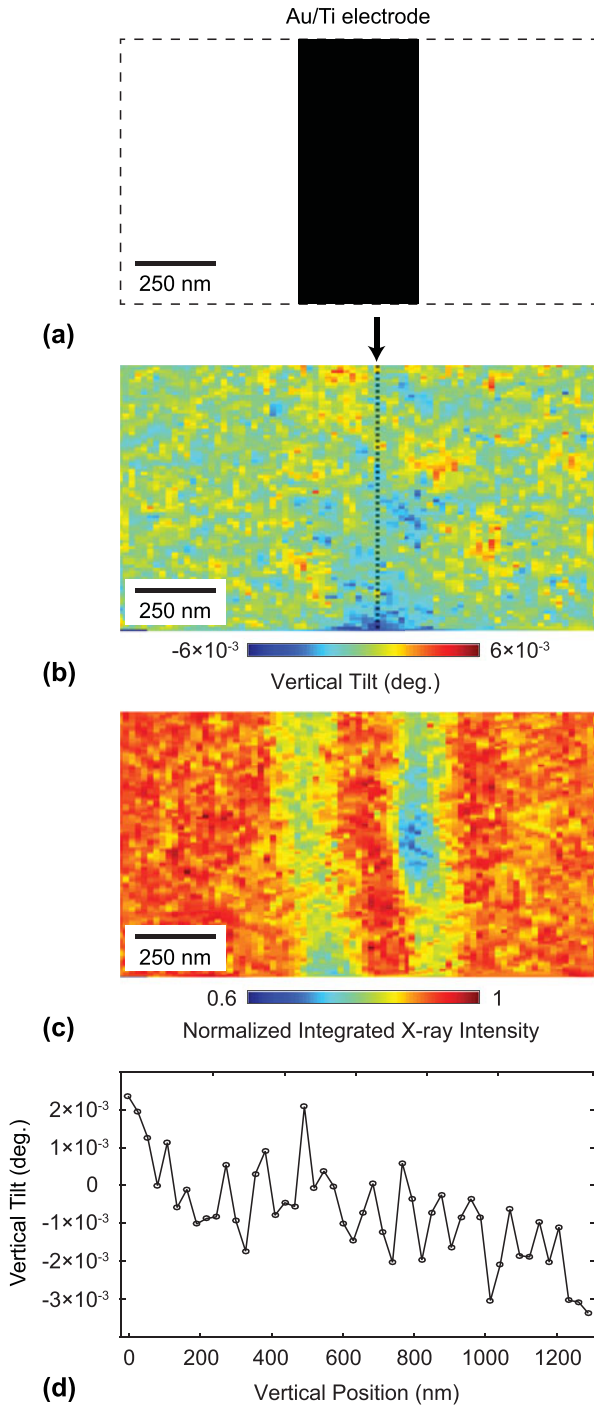 Au/Ti electrode
250 nm
(a)
250 nm
-6×10⁻³ 6×10⁻³
(b)
Vertical Tilt (deg.)
250 nm
0.6 1
(c)
Normalized Integrated X-ray Intensity
2×10⁻³
1×10⁻³
0
-1×10⁻³
-2×10⁻³
-3×10⁻³
Vertical Tilt (deg.)
0 200 400 600 800 1000 1200
(d)
Vertical Position (nm)